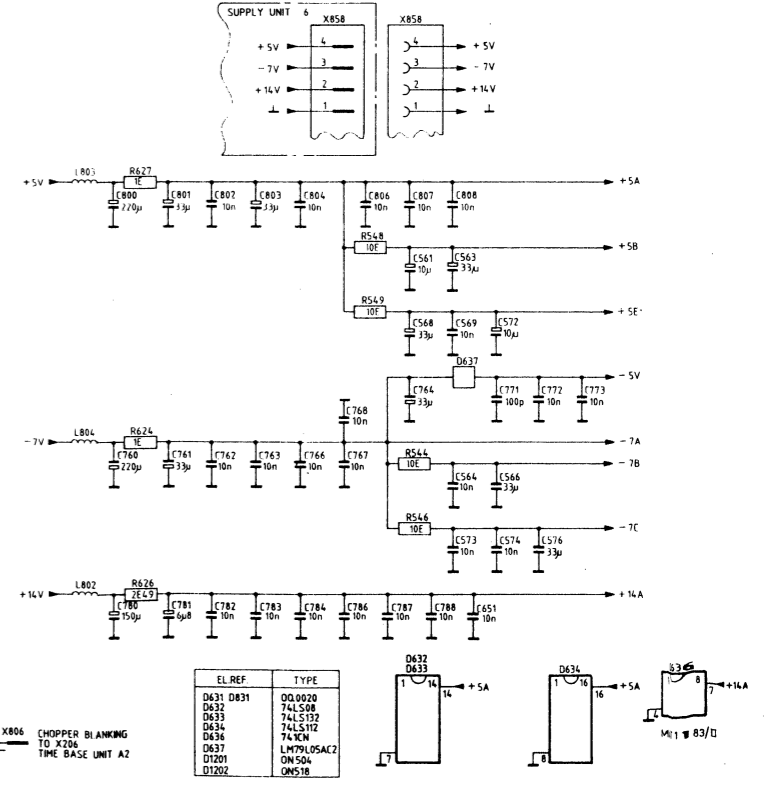 SUPPLY UNIT 6
X858 X858
+5V 4 4 +5V
-7V 3 3 -7V
+14V 2 2 +14V
1 1
+5V L803 R627 1E +5A
C800 220µ C801 33µ C802 10n C803 33µ C804 10n C806 10n C807 10n C808 10n
R548 10E +5B
C561 10µ C563 33µ
R549 10E +5E
C568 33µ C569 10n C572 10µ
D637 -5V
C764 33µ C771 100p C772 10n C773 10n
C768 10n
-7V L804 R624 1E -7A
C760 220µ C761 33µ C762 10n C763 10n C766 10n C767 10n
R544 10E -7B
C564 10n C566 33µ
R546 10E -7C
C573 10n C574 10n C576 33µ
+14V L802 R626 2E49 +14A
C780 150µ C781 6µ8 C782 10n C783 10n C784 10n C786 10n C787 10n C788 10n C651 10n
EL.REF. TYPE
D631 D831 OQ0020
D632 74LS08
D633 74LS132
D634 74LS112
D636 741CN
D637 LM79L05AC2
D1201 ON504
D1202 ON518
D632
D633
1 14 14 +5A
7
D634
1 16 16 +5A
8
636
1 8 7 +14A
4
83/
X806 CHOPPER BLANKING
TO X206
TIME BASE UNIT A2